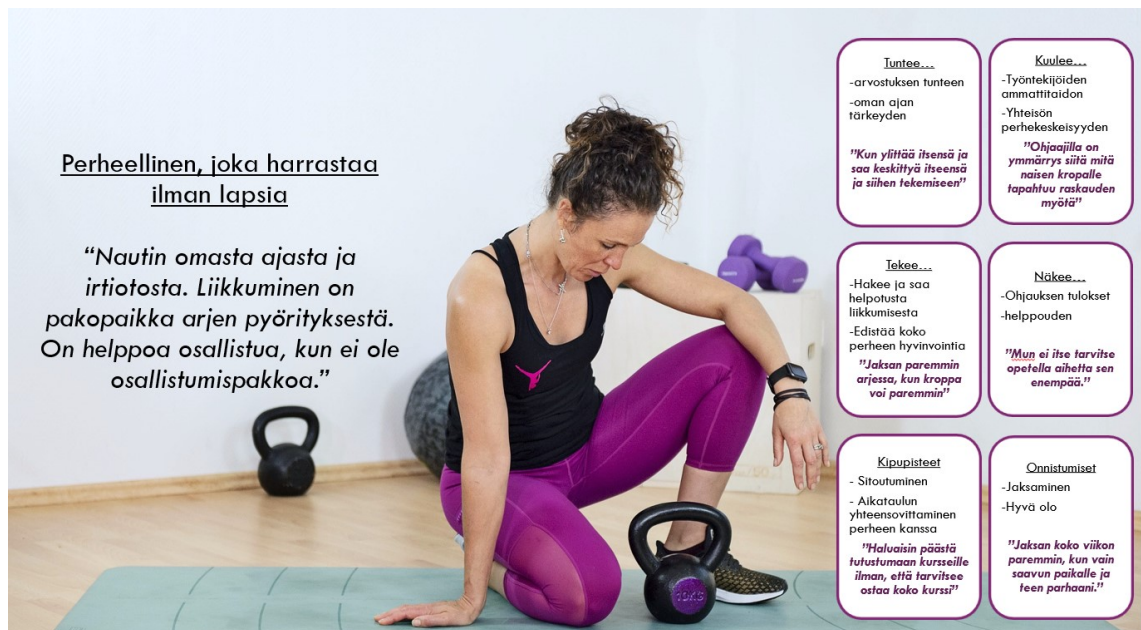 Perheellinen, joka harrastaa
ilman lapsia
“Nautin omasta ajasta ja
irtiotosta. Liikkuminen on
pakopaikka arjen pyörityksestä.
On helppoa osallistua, kun ei ole
osallistumispakkoa.”
Tuntee…
-arvostuksen tunteen
-oman ajan
tärkeyden
”Kun ylittää itsensä ja
saa keskittyä itseensä
ja siihen tekemiseen”
Kuulee…
-Työntekijöiden
ammattitaidon
-Yhteisön
perhekeskeisyyden
”Ohjaajilla on
ymmärrys siitä mitä
naisen kropalle
tapahtuu raskauden
myötä”
Tekee…
-Hakee ja saa
helpotusta
liikkumisesta
-Edistää koko
perheen hyvinvointia
”Jaksan paremmin
arjessa, kun kroppa
voi paremmin”
Näkee…
-Ohjauksen tulokset
-helppouden
”Mun ei itse tarvitse
opetella aihetta sen
enempää.”
Kipupisteet
- Sitoutuminen
- Aikataulun
yhteensovittaminen
perheen kanssa
”Haluaisin päästä
tutustumaan kursseille
ilman, että tarvitsee
ostaa koko kurssi”
Onnistumiset
-Jaksaminen
-Hyvä olo
”Jaksan koko viikon
paremmin, kun vain
saavun paikalle ja
teen parhaani.”